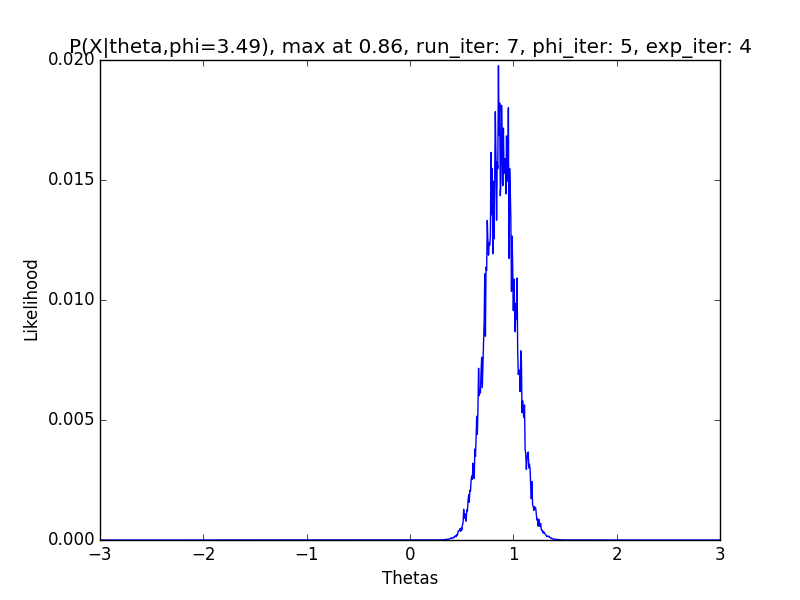 P(X|theta,phi=3.49), max at 0.86, run_iter: 7, phi_iter: 5, exp_iter: 4
0.020
0.015
0.010
0.005
0.000
Likelihood
−3 −2 −1 0 1 2 3
Thetas